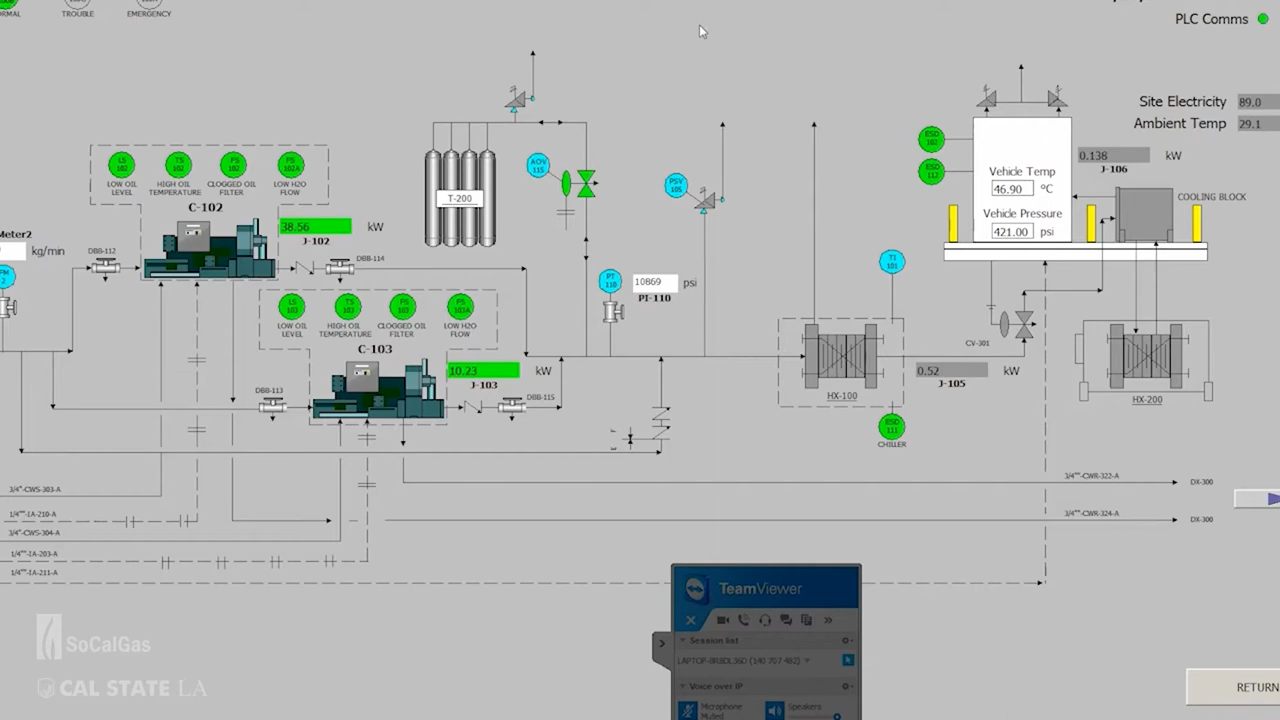 TROUBLE
EMERGENCY
PLC Comms
Site Electricity 89.0
Ambient Temp 29.1
LS 102
TS 102
FS 102
FS 102A
LOW OIL LEVEL
HIGH OIL TEMPERATURE
CLOGGED OIL FILTER
LOW H2O FLOW
C-102
38.56 kW
J-102
Meter2
kg/min
DBB-112
DBB-114
T-200
AOV 115
PSV 105
PT 110
10869 psi
PI-110
ESD 102
ESD 112
Vehicle Temp
46.90 °C
Vehicle Pressure
421.00 psi
0.138 kW
J-106
COOLING BLOCK
LS 103
TS 103
FS 103
FS 103A
LOW OIL LEVEL
HIGH OIL TEMPERATURE
CLOGGED OIL FILTER
LOW H2O FLOW
C-103
10.23 kW
J-103
DBB-113
DBB-115
TI 101
CV-301
0.52 kW
J-105
HX-100
HX-200
ESD 111
CHILLER
3/4"-CWS-303-A
1/4""-IA-210-A
3/4"-CWS-304-A
1/4""-IA-203-A
1/4""-IA-211-A
3/4""-CWR-322-A DX-300
3/4""-CWR-324-A DX-300
TeamViewer
Session list
LAPTOP-8R8DL36D (140 707 482)
Voice over IP
Microphone Muted
Speakers
SoCalGas
CAL STATE LA
RETURN